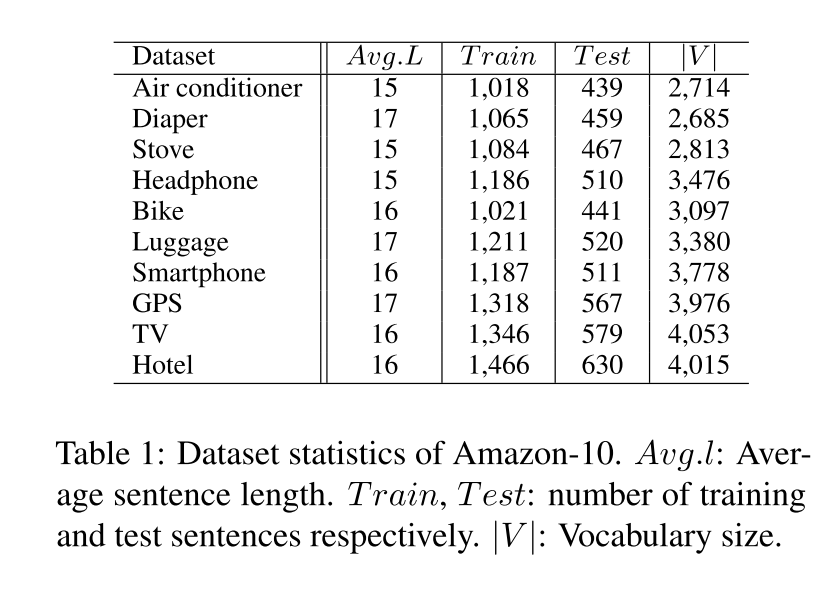 Dataset Avg.L Train Test |V|
Air conditioner 15 1,018 439 2,714
Diaper 17 1,065 459 2,685
Stove 15 1,084 467 2,813
Headphone 15 1,186 510 3,476
Bike 16 1,021 441 3,097
Luggage 17 1,211 520 3,380
Smartphone 16 1,187 511 3,778
GPS 17 1,318 567 3,976
TV 16 1,346 579 4,053
Hotel 16 1,466 630 4,015
Table 1: Dataset statistics of Amazon-10. Avg.l: Aver-
age sentence length. Train, Test: number of training
and test sentences respectively. |V|: Vocabulary size.